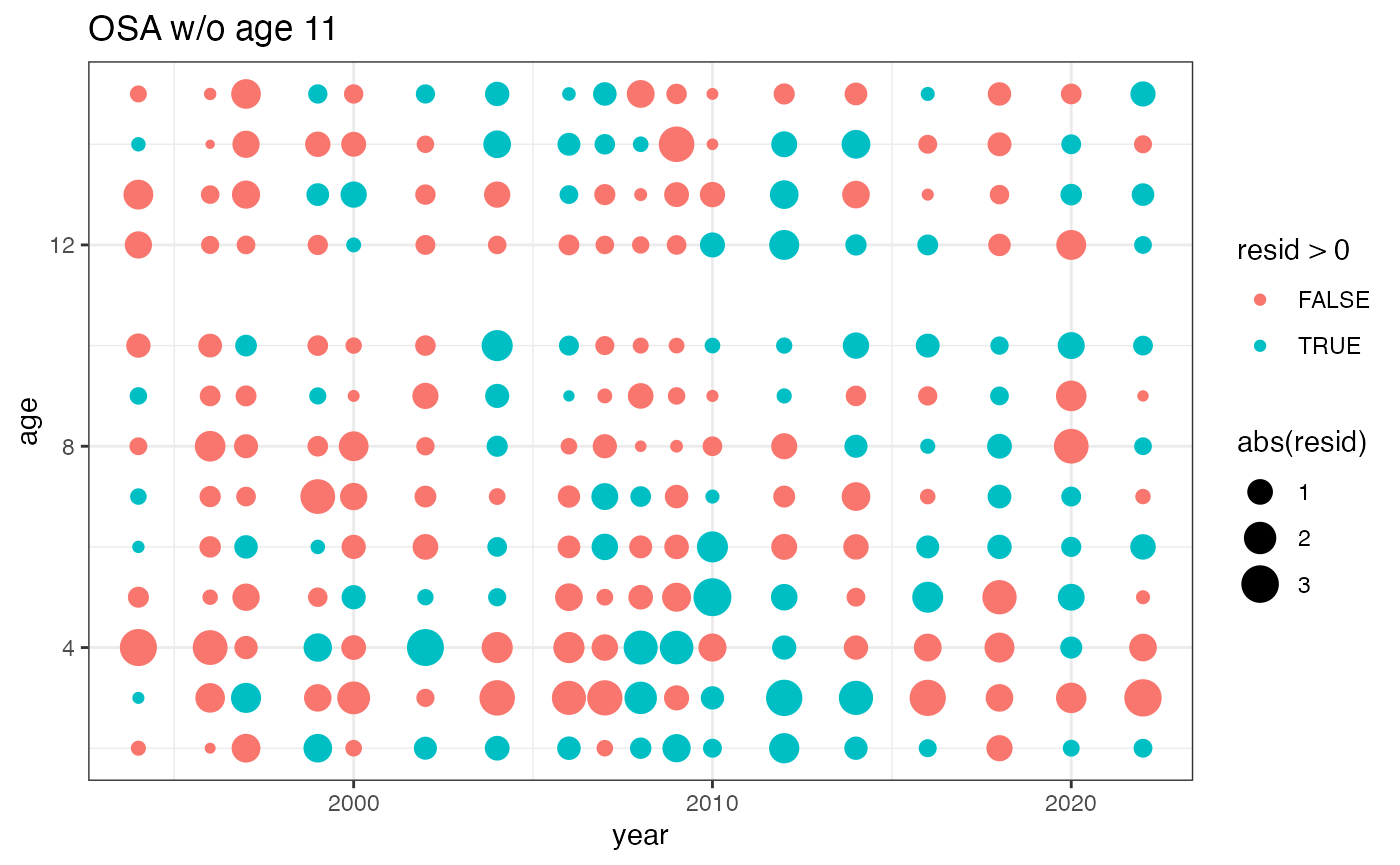 OSA w/o age 11
12
8
4
age
2000 2010 2020
year
resid > 0
FALSE
TRUE
abs(resid)
1
2
3